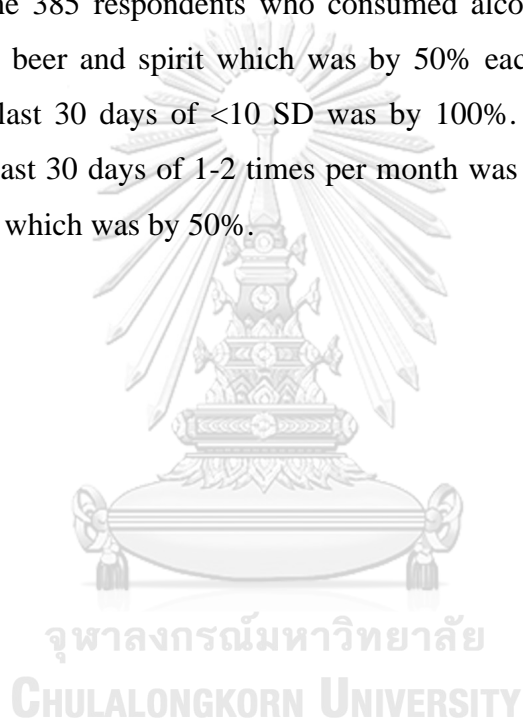 he 385 respondents who consumed alco
beer and spirit which was by 50% eac
last 30 days of <10 SD was by 100%.
ast 30 days of 1-2 times per month was
which was by 50%.
จุฬาลงกรณ์มหาวิทยาลัย
CHULALONGKORN UNIVERSITY